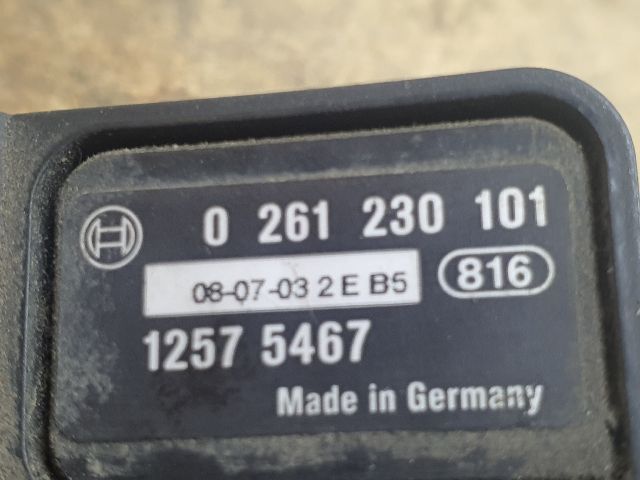 0 261 230 101
08-07-03 2 E B5 816
1257 5467
Made in Germany